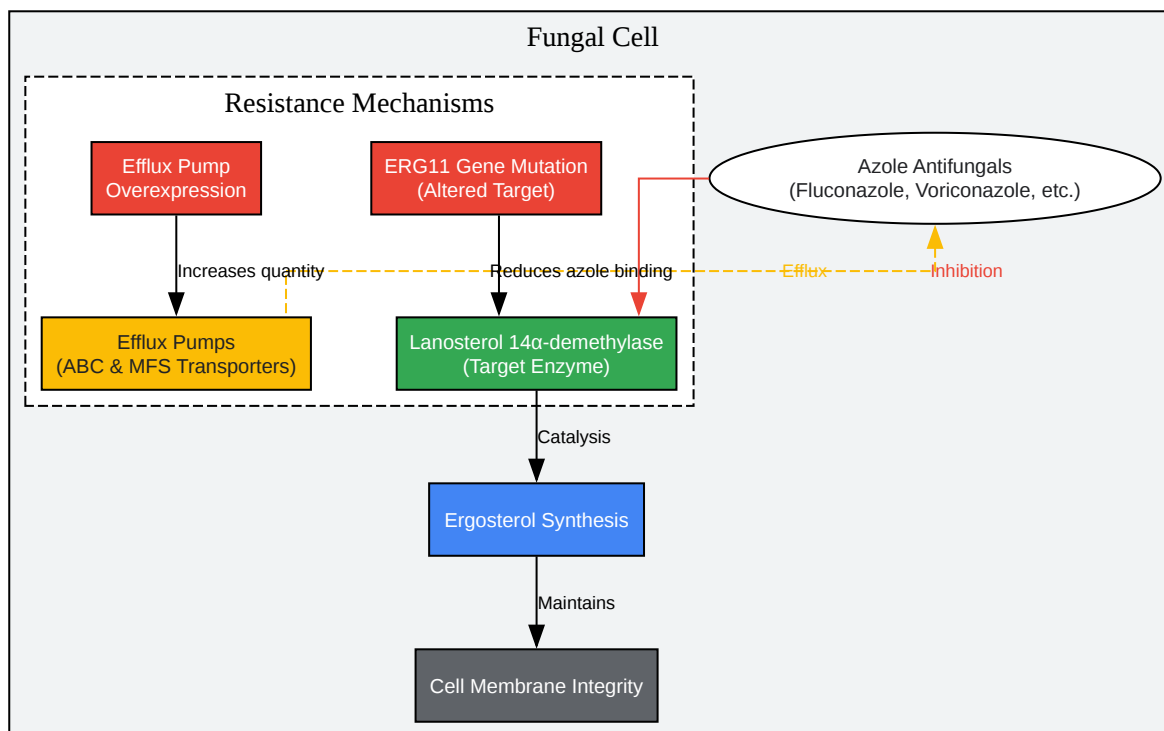 Fungal Cell
Resistance Mechanisms
Efflux Pump
Overexpression
ERG11 Gene Mutation
(Altered Target)
Azole Antifungals
(Fluconazole, Voriconazole, etc.)
Increases quantity
Reduces azole binding
Efflux
Inhibition
Efflux Pumps
(ABC & MFS Transporters)
Lanosterol 14α-demethylase
(Target Enzyme)
Catalysis
Ergosterol Synthesis
Maintains
Cell Membrane Integrity